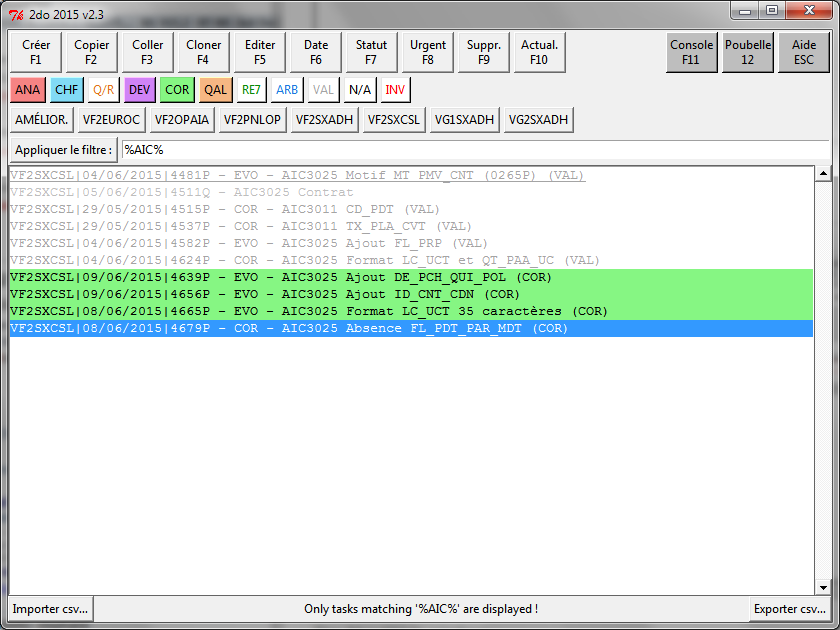 2do 2015 v2.3
Créer Copier Coller Cloner Editer Date Statut Urgent Suppr. Actual. Console Poubelle Aide
F1 F2 F3 F4 F5 F6 F7 F8 F9 F10 F11 12 ESC
ANA CHF Q/R DEV COR QAL RE7 ARB VAL N/A INV
AMÉLIOR. VF2EUROC VF2OPAIA VF2PNLOP VF2SXADH VF2SXCSL VG1SXADH VG2SXADH
Appliquer le filtre : %AIC%
VF2SXCSL|04/06/2015|4481P - EVO - AIC3025 Motif MT_PMV_CNT (0265P) (VAL)
VF2SXCSL|05/06/2015|4511Q - AIC3025 Contrat
VF2SXCSL|29/05/2015|4515P - COR - AIC3011 CD_PDT (VAL)
VF2SXCSL|29/05/2015|4537P - COR - AIC3011 TX_PLA_CVT (VAL)
VF2SXCSL|04/06/2015|4582P - EVO - AIC3025 Ajout FL_PRP (VAL)
VF2SXCSL|04/06/2015|4624P - COR - AIC3025 Format LC_UCT et QT_PAA_UC (VAL)
VF2SXCSL|09/06/2015|4639P - EVO - AIC3025 Ajout DE_PCH_QUI_POL (COR)
VF2SXCSL|09/06/2015|4656P - EVO - AIC3025 Ajout ID_CNT_CDN (COR)
VF2SXCSL|08/06/2015|4665P - EVO - AIC3025 Format LC_UCT 35 caractères (COR)
VF2SXCSL|08/06/2015|4679P - COR - AIC3025 Absence FL_PDT_PAR_MDT (COR)
Importer csv... Only tasks matching '%AIC%' are displayed ! Exporter csv...